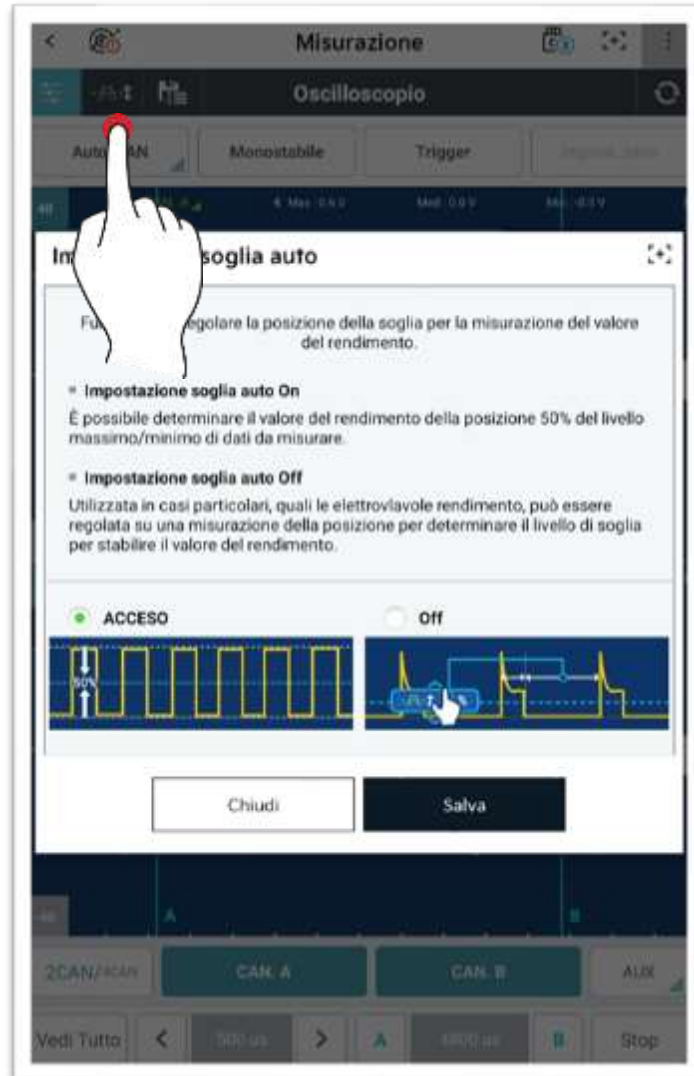 Misurazione
Oscilloscopio
Monostabile
Trigger
soglia auto
egolare la posizione della soglia per la misurazione del valore
del rendimento.
Impostazione soglia auto On
È possibile determinare il valore del rendimento della posizione 50% del livello
massimo/minimo di dati da misurare.
Impostazione soglia auto Off
Utilizzata in casi particolari, quali le elettrovlavole rendimento, può essere
regolata su una misurazione della posizione per determinare il livello di soglia
per stabilire il valore del rendimento.
ACCESO
Off
50%
%
Chiudi
Salva
A
B
2CAN/4CAN
CAN. A
CAN. B
AUX
Vedi Tutto
<
500 us
>
A
4800 us
B
Stop